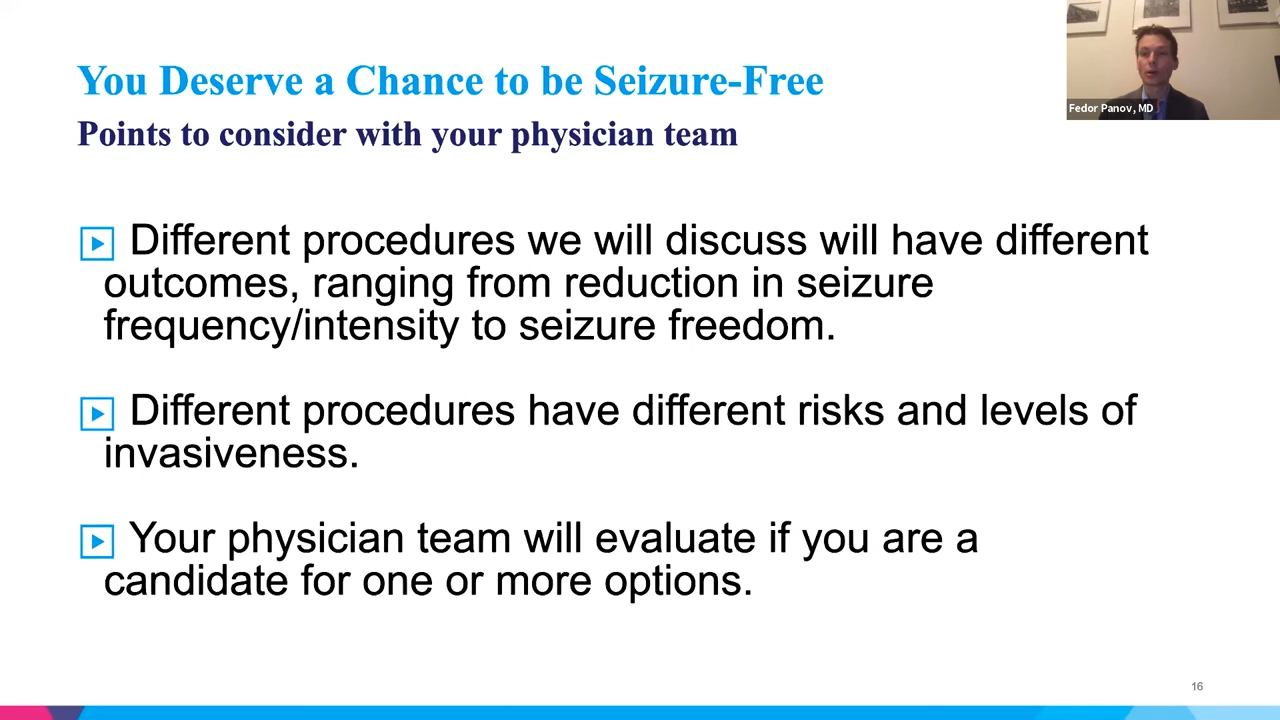 You Deserve a Chance to be Seizure-Free
Points to consider with your physician team
Fedor Panov, MD
Different procedures we will discuss will have different
outcomes, ranging from reduction in seizure
frequency/intensity to seizure freedom.
Different procedures have different risks and levels of
invasiveness.
Your physician team will evaluate if you are a
candidate for one or more options.
16